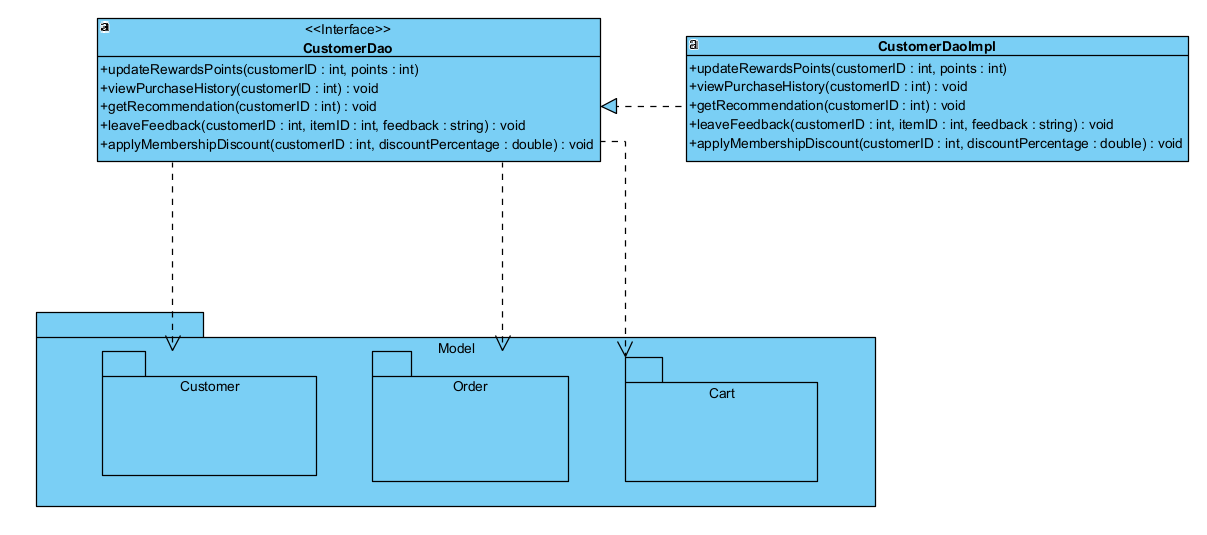 a
<<Interface>>
CustomerDao
+updateRewardsPoints(customerID : int, points : int)
+viewPurchaseHistory(customerID : int) : void
+getRecommendation(customerID : int) : void
+leaveFeedback(customerID : int, itemID : int, feedback : string) : void
+applyMembershipDiscount(customerID : int, discountPercentage : double) : void
a
CustomerDaoImpl
+updateRewardsPoints(customerID : int, points : int)
+viewPurchaseHistory(customerID : int) : void
+getRecommendation(customerID : int) : void
+leaveFeedback(customerID : int, itemID : int, feedback : string) : void
+applyMembershipDiscount(customerID : int, discountPercentage : double) : void
Model
Customer
Order
Cart